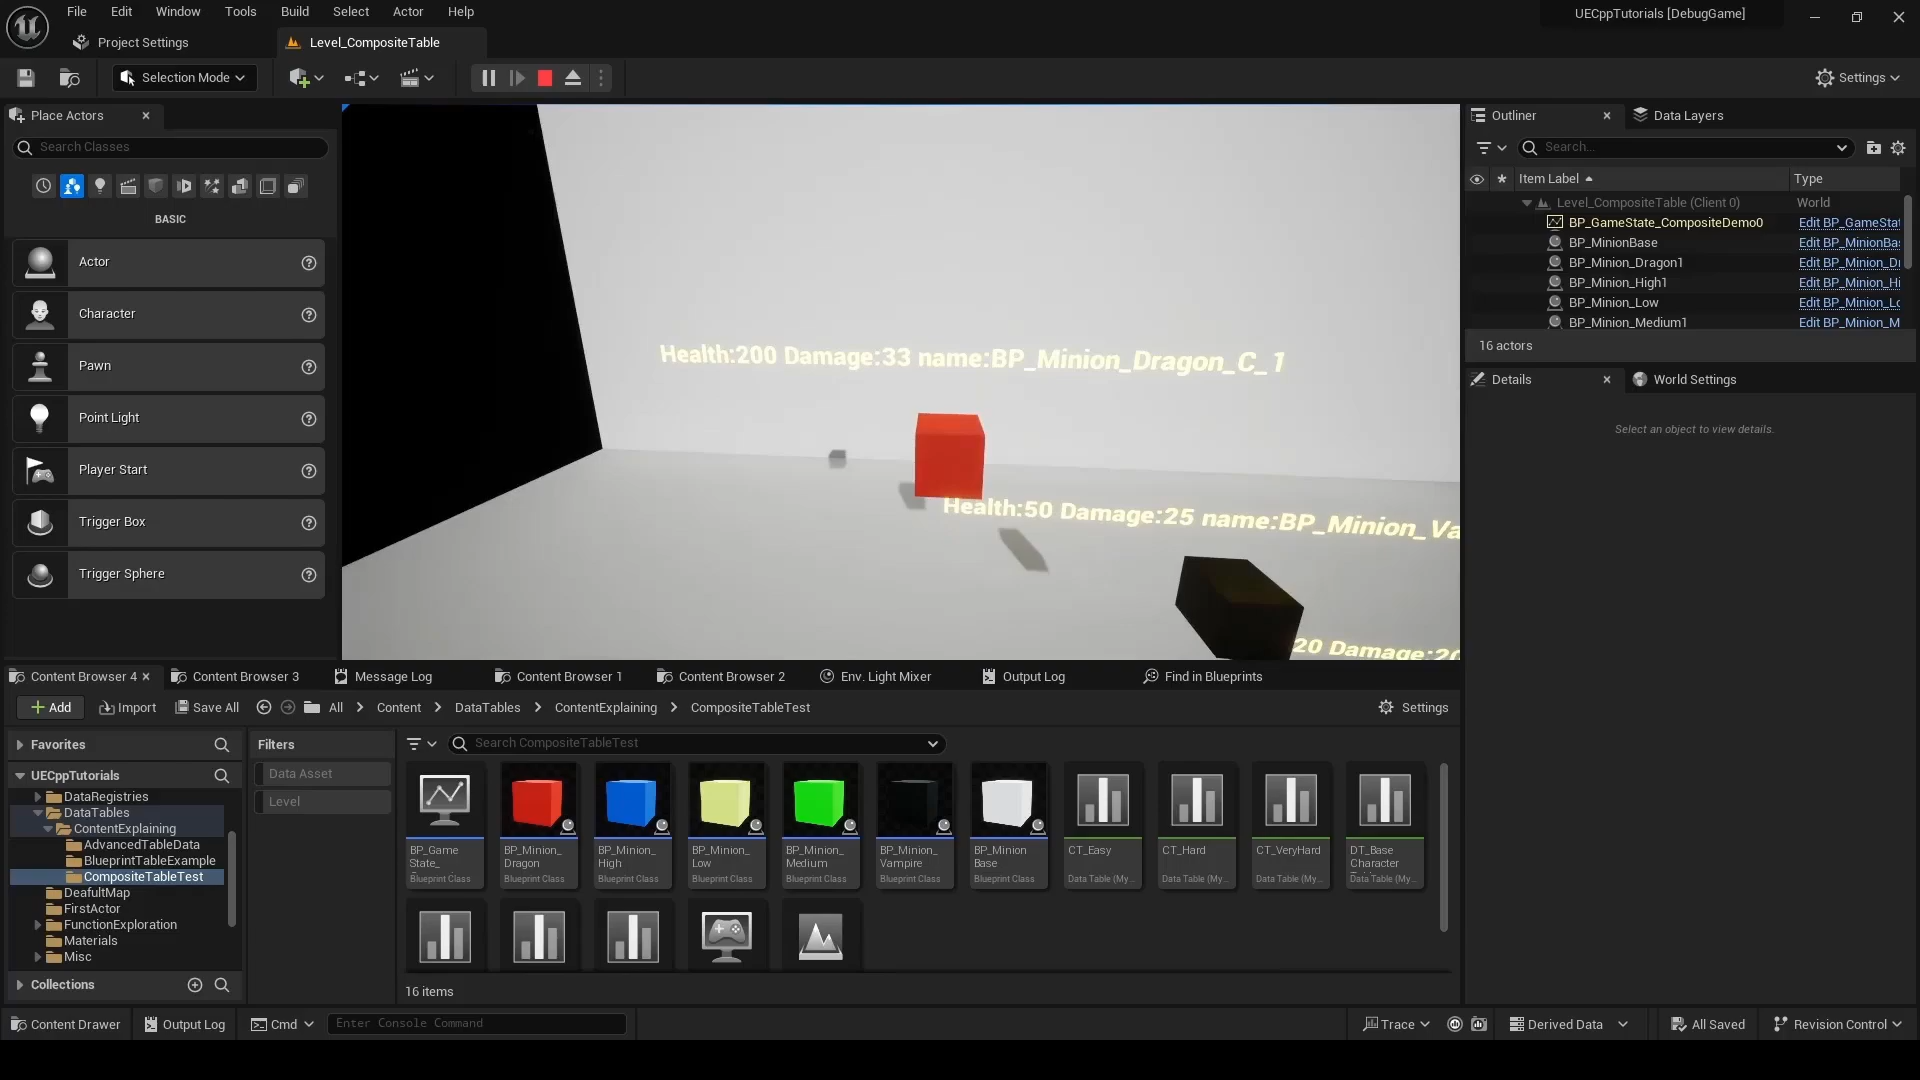 File Edit Window Tools Build Select Actor Help
UECppTutorials [DebugGame]
Project Settings
Level_CompositeTable
Selection Mode
Settings
Place Actors
Search Classes
BASIC
Actor
Character
Pawn
Point Light
Player Start
Trigger Box
Trigger Sphere
Health:200 Damage:33 name:BP_Minion_Dragon_C_1
Health:50 Damage:25 name:BP_Minion_Va
20 Damage:20
Outliner
Data Layers
Search...
Item Label
Type
Level_CompositeTable (Client 0) World
BP_GameState_CompositeDemo0 Edit BP_GameStat
BP_MinionBase Edit BP_MinionBa
BP_Minion_Dragon1 Edit BP_Minion_Dr
BP_Minion_High1 Edit BP_Minion_Hi
BP_Minion_Low Edit BP_Minion_Lo
BP_Minion_Medium1 Edit BP_Minion_M
16 actors
Details
World Settings
Select an object to view details.
Content Browser 4
Content Browser 3
Message Log
Content Browser 1
Content Browser 2
Env. Light Mixer
Output Log
Find in Blueprints
Add
Import
Save All
All
Content
DataTables
ContentExplaining
CompositeTableTest
Settings
Favorites
UECppTutorials
DataRegistries
DataTables
ContentExplaining
AdvancedTableData
BlueprintTableExample
CompositeTableTest
DeafultMap
FirstActor
FunctionExploration
Materials
Misc
Collections
Filters
Data Asset
Level
Search CompositeTableTest
BP_Game
State_
Blueprint Class
BP_Minion_
Dragon
Blueprint Class
BP_Minion_
High
Blueprint Class
BP_Minion_
Low
Blueprint Class
BP_Minion_
Medium
Blueprint Class
BP_Minion_
Vampire
Blueprint Class
BP_Minion
Base
Blueprint Class
CT_Easy
Data Table (My...
CT_Hard
Data Table (My...
CT_VeryHard
Data Table (My...
DT_Base
Character
Data Table (My...
16 items
Content Drawer
Output Log
Cmd
Enter Console Command
Trace
Derived Data
All Saved
Revision Control